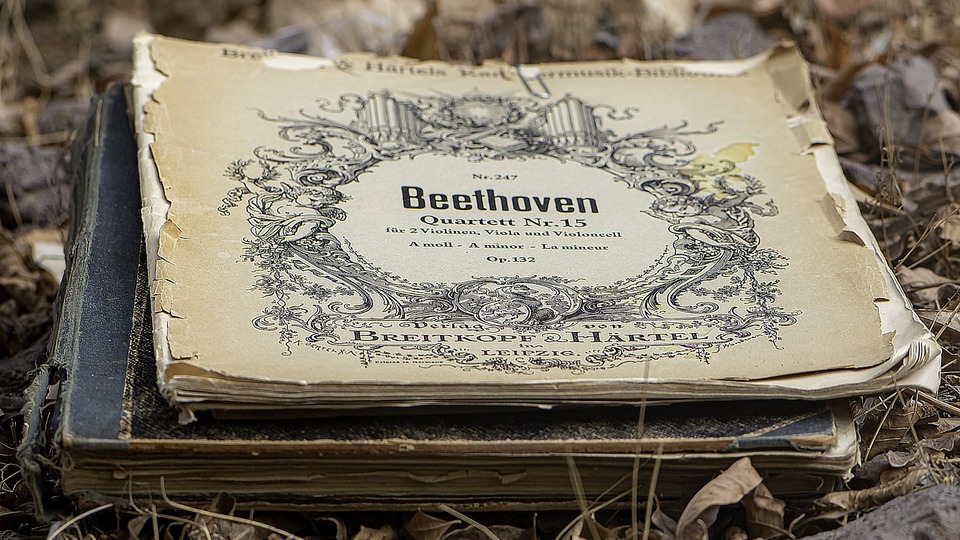 & Härtels
Nr. 247
Beethoven
Quartett Nr. 15
für 2 Violinen, Viola und Violoncell
A moll - A minor - La mineur
Op. 132
Verlag von
BREITKOPF & HÄRTEL
LEIPZIG.